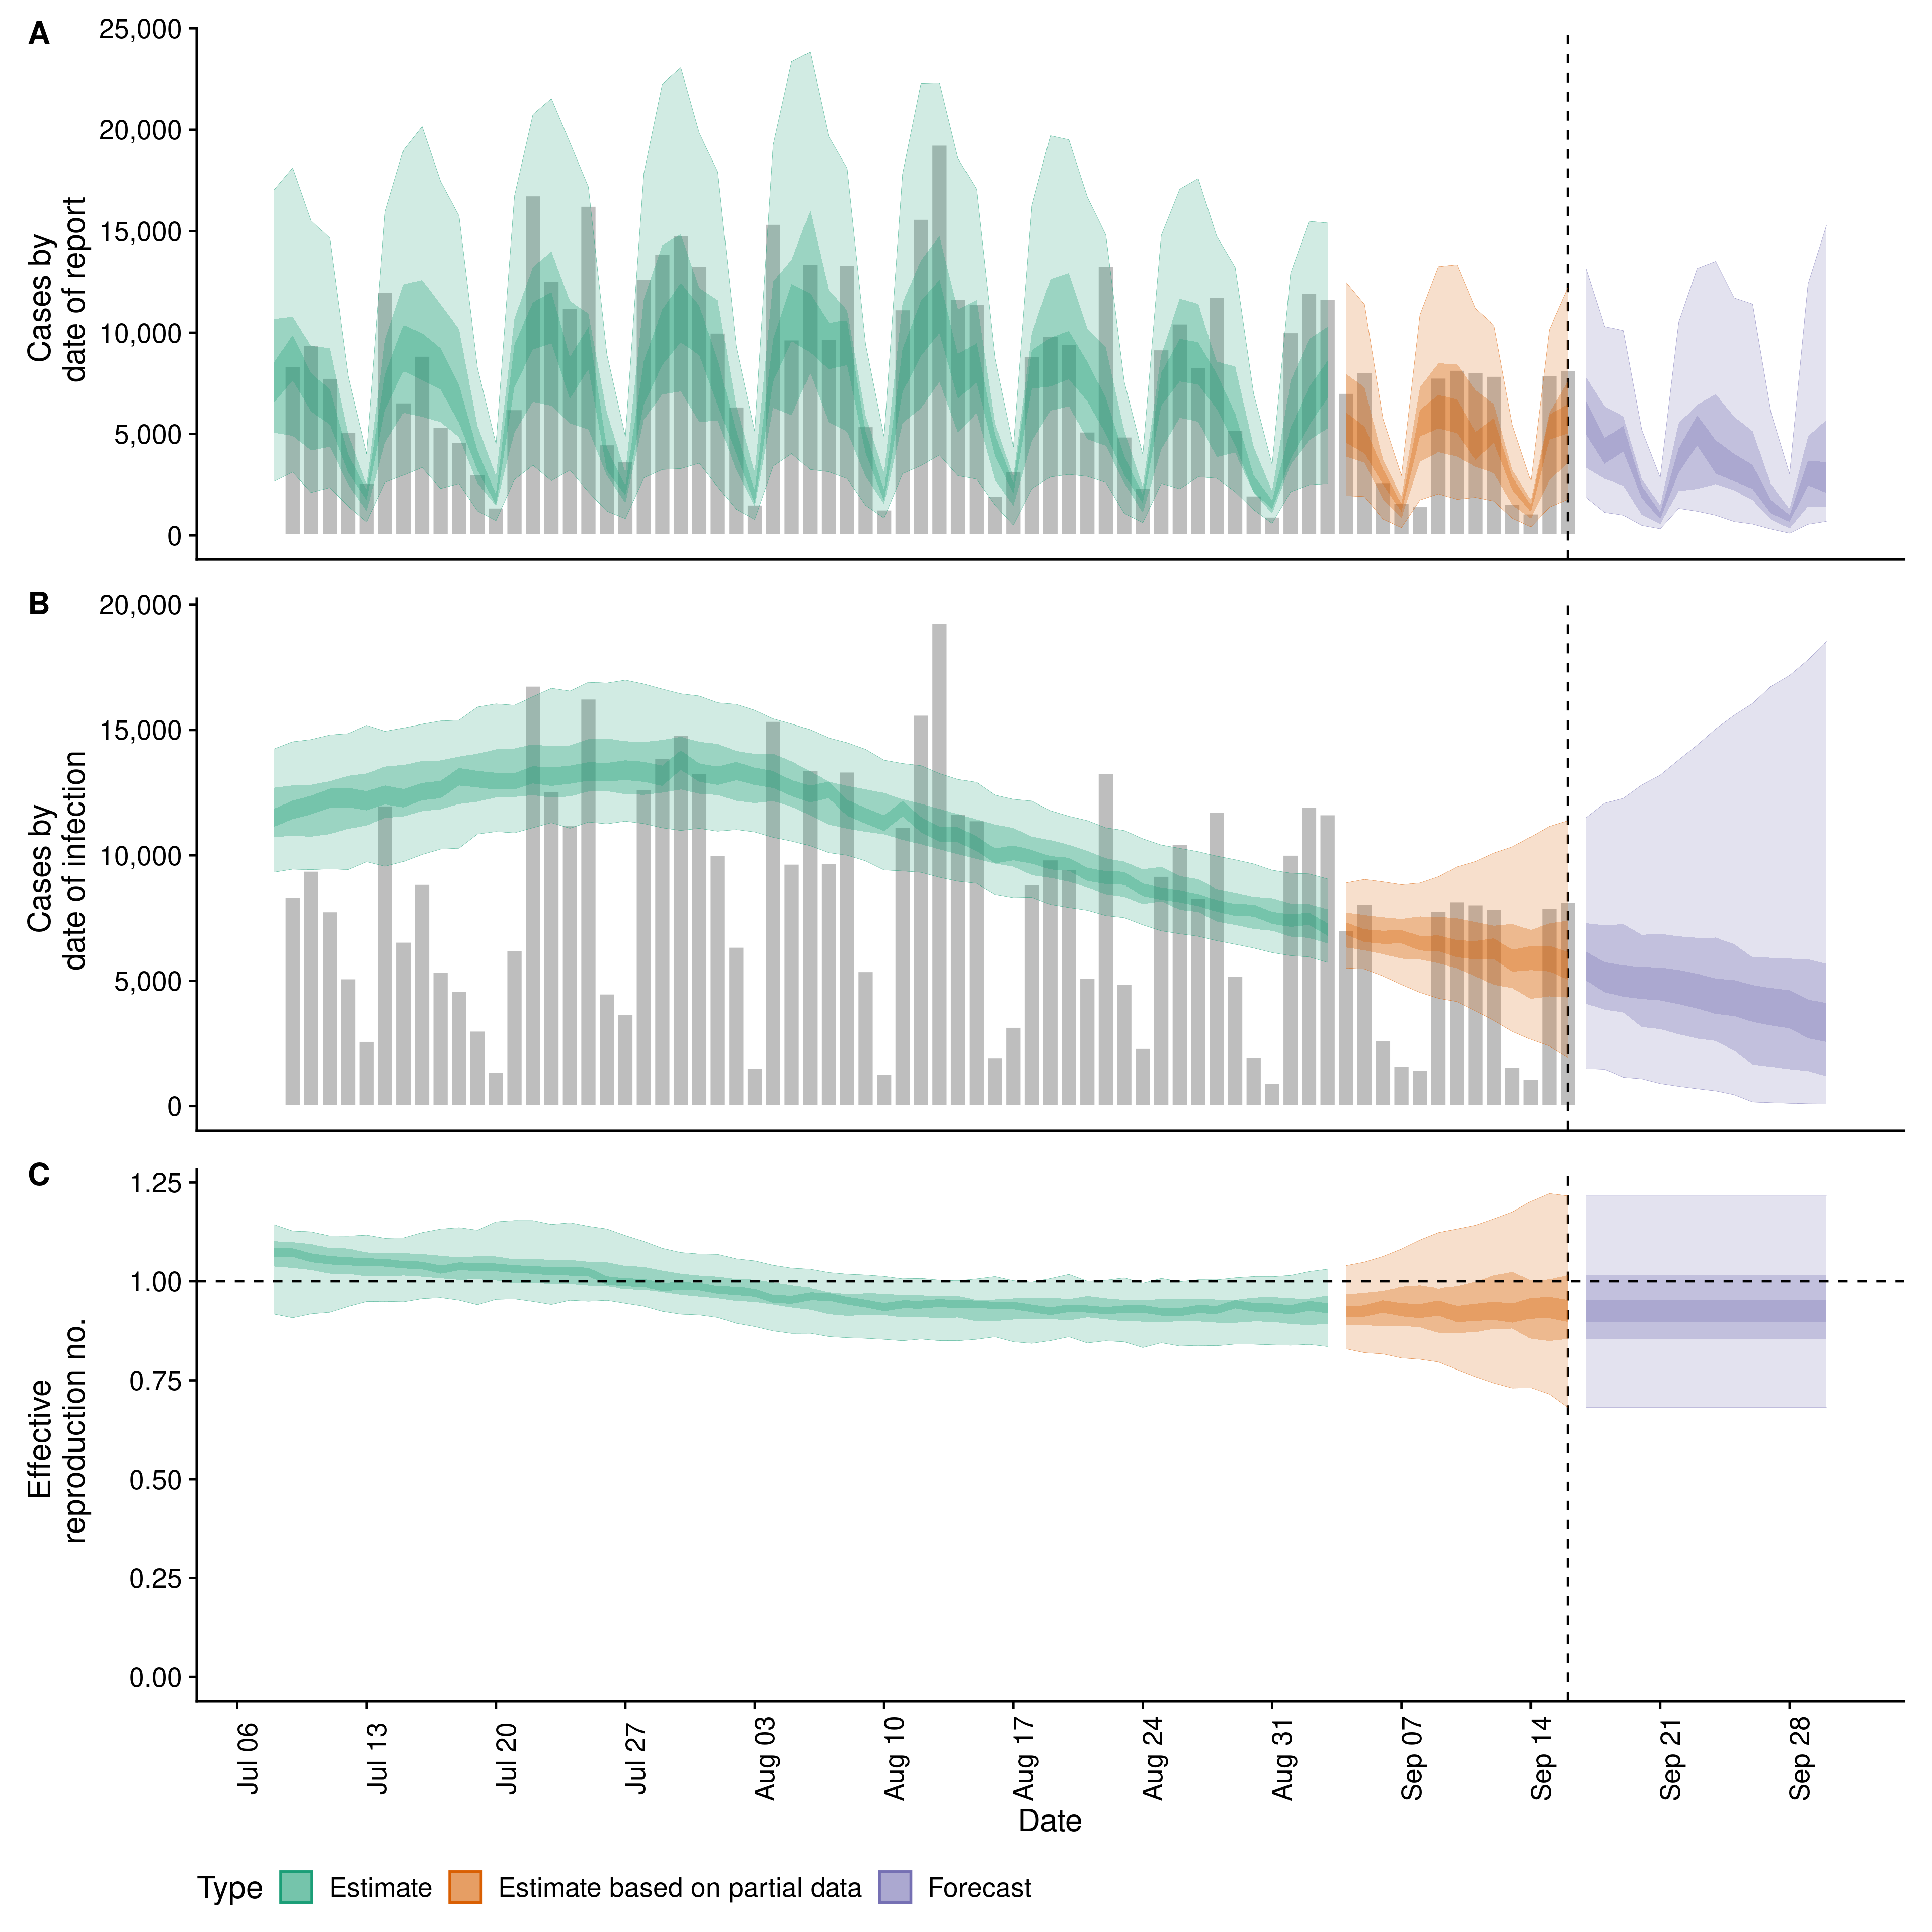 A
25,000
20,000
15,000
10,000
5,000
0
Cases by
date of report
B
20,000
15,000
10,000
5,000
0
Cases by
date of infection
C
1.25
1.00
0.75
0.50
0.25
0.00
Effective
reproduction no.
Jul 06
Jul 13
Jul 20
Jul 27
Aug 03
Aug 10
Aug 17
Aug 24
Aug 31
Sep 07
Sep 14
Sep 21
Sep 28
Date
Type
Estimate
Estimate based on partial data
Forecast